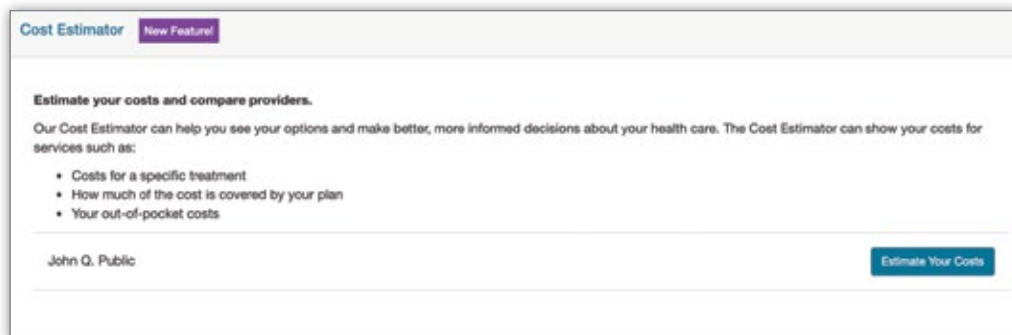 Cost Estimator New Feature!
Estimate your costs and compare providers.
Our Cost Estimator can help you see your options and make better, more informed decisions about your health care. The Cost Estimator can show your costs for
services such as:
• Costs for a specific treatment
• How much of the cost is covered by your plan
• Your out-of-pocket costs
John Q. Public Estimate Your Costs